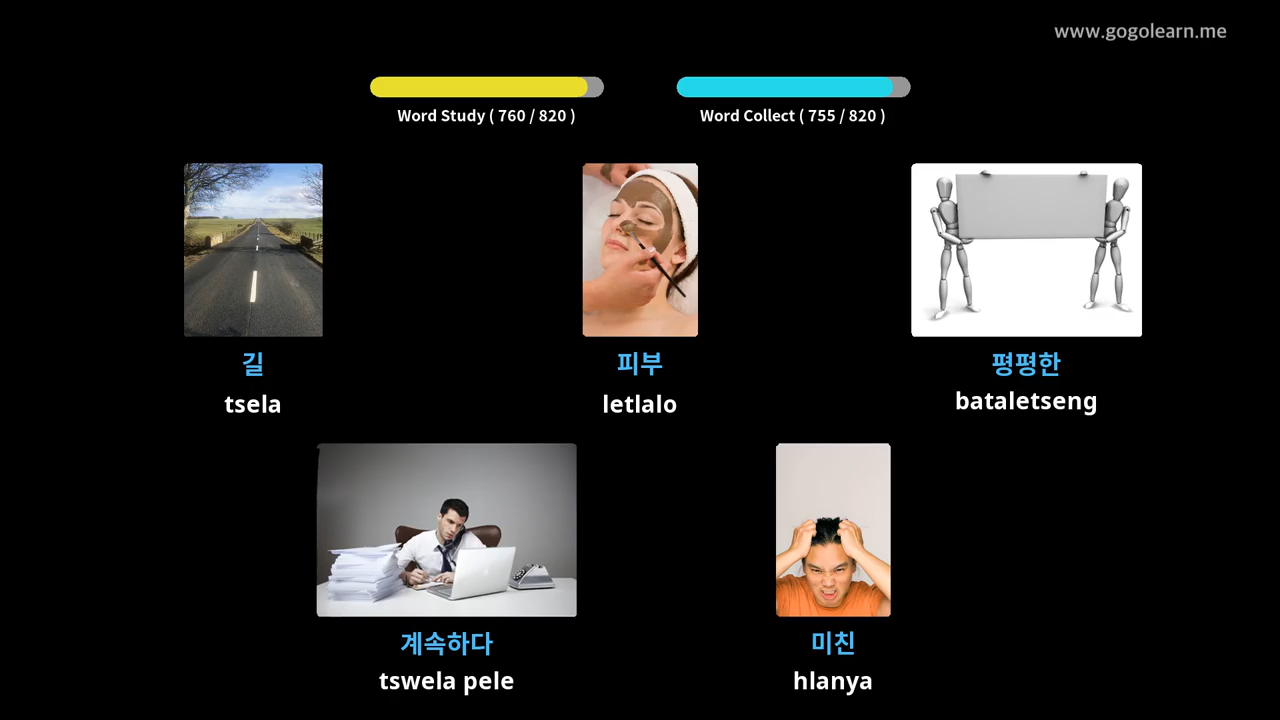 www.gogolearn.me
Word Study ( 760 / 820 )
Word Collect ( 755 / 820 )
길
tsela
피부
letlalo
평평한
bataletseng
계속하다
tswela pele
미친
hlanya